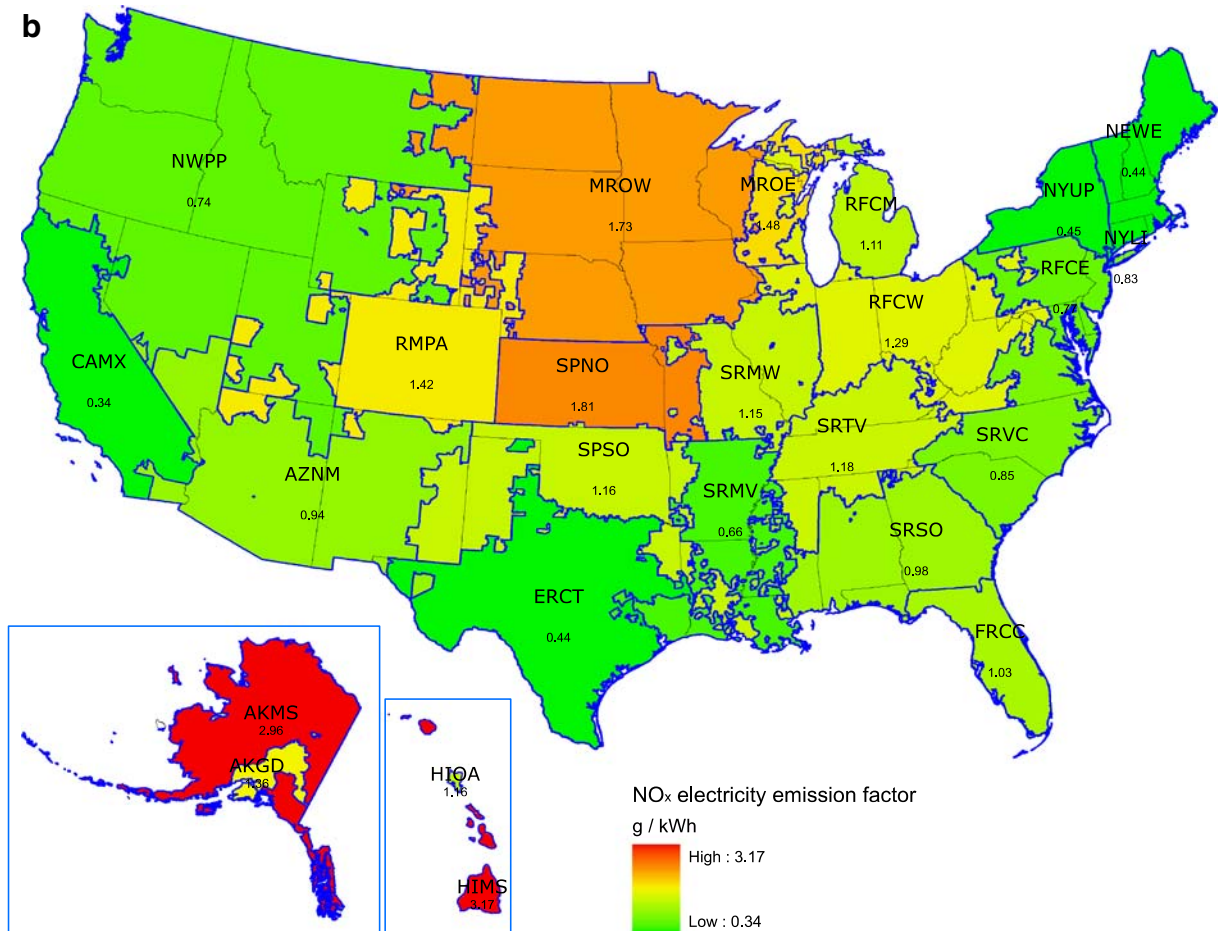 b
NEWE
0.44
NWPP
0.74
MROW
1.73
MROE
1.48
RFCM
1.11
NYUP
0.45
NYLI
0.83
RFCE
0.77
RFCW
1.29
CAMX
0.34
RMPA
1.42
SPNO
1.81
SRMW
1.15
SRTV
1.18
SRVC
0.85
AZNM
0.94
SPSO
1.16
SRMV
0.66
SRSO
0.98
ERCT
0.44
FRCC
1.03
AKMS
2.96
AKGD
1.36
HIOA
1.16
HIMS
3.17
NOx electricity emission factor
g / kWh
High : 3.17
Low : 0.34